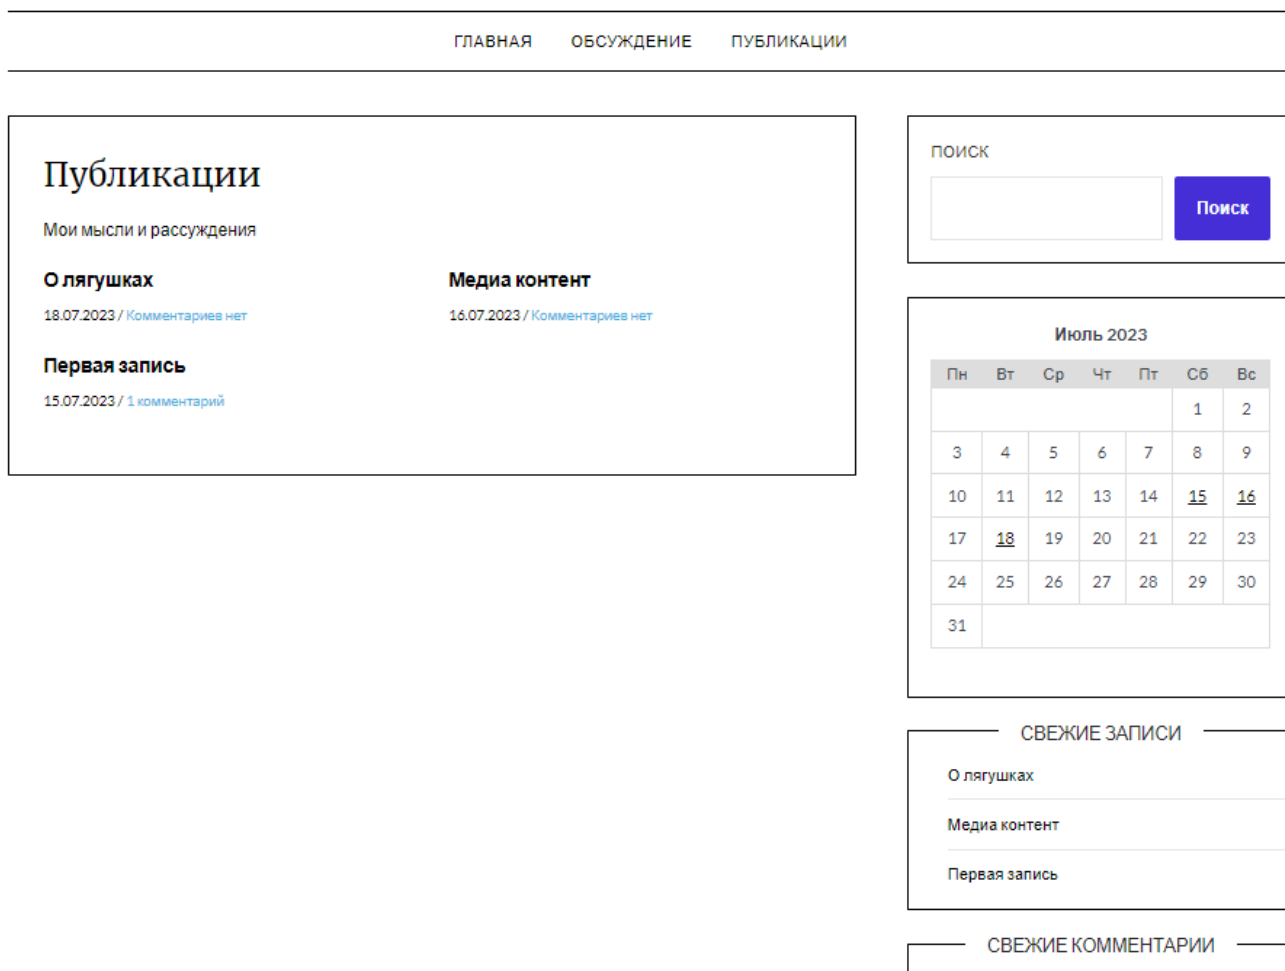 ГЛАВНАЯ ОБСУЖДЕНИЕ ПУБЛИКАЦИИ
Публикации
Мои мысли и рассуждения
О лягушках
18.07.2023 / Комментариев нет
Медиа контент
16.07.2023 / Комментариев нет
Первая запись
15.07.2023 / 1 комментарий
ПОИСК
Поиск
Июль 2023
Пн Вт Ср Чт Пт Сб Вс
1 2
3 4 5 6 7 8 9
10 11 12 13 14 15 16
17 18 19 20 21 22 23
24 25 26 27 28 29 30
31
СВЕЖИЕ ЗАПИСИ
О лягушках
Медиа контент
Первая запись
СВЕЖИЕ КОММЕНТАРИИ